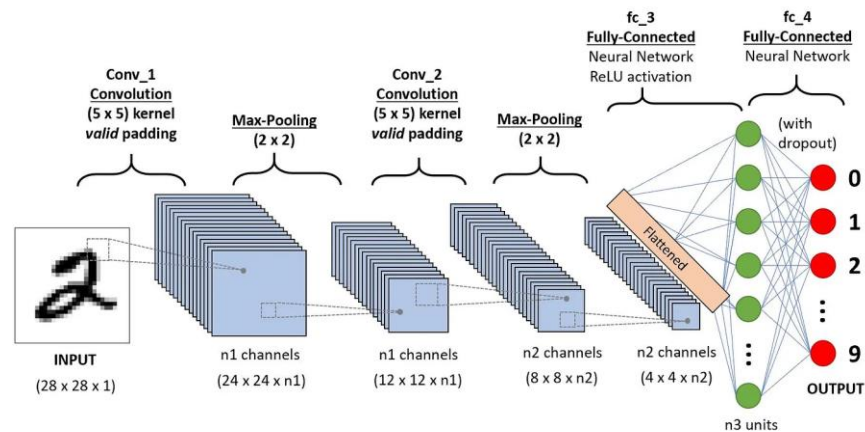 fc_3
Fully-Connected
Neural Network
ReLU activation
fc_4
Fully-Connected
Neural Network
Conv_1
Convolution
(5 x 5) kernel
valid padding
Max-Pooling
(2 x 2)
Conv_2
Convolution
(5 x 5) kernel
valid padding
Max-Pooling
(2 x 2)
(with
dropout)
Flattened
0
1
2
9
2
INPUT
(28 x 28 x 1)
n1 channels
(24 x 24 x n1)
n1 channels
(12 x 12 x n1)
n2 channels
(8 x 8 x n2)
n2 channels
(4 x 4 x n2)
OUTPUT
n3 units